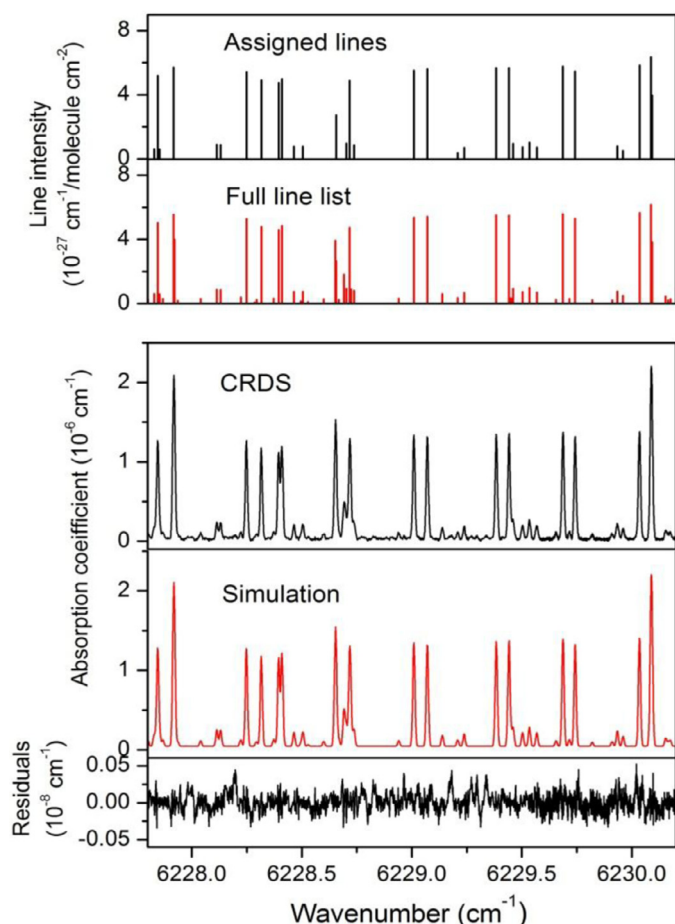 Line intensity
(10⁻²⁷ cm⁻¹/molecule cm⁻²)
8
Assigned lines
4
0
8
Full line list
4
0
Absorption coeifficient (10⁻⁶ cm⁻¹)
2
CRDS
1
0
2
Simulation
1
0
Residuals
(10⁻⁸ cm⁻¹)
0.05
0.00
-0.05
6228.0 6228.5 6229.0 6229.5 6230.0
Wavenumber (cm⁻¹)